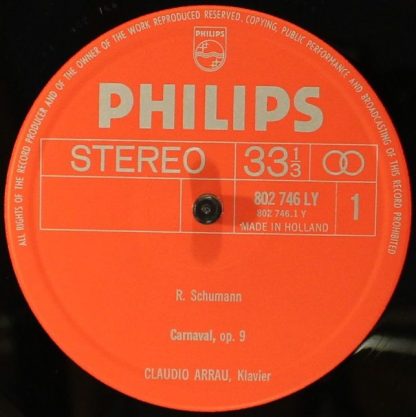 ALL RIGHTS OF THE RECORD PRODUCER AND OF THE OWNER OF THE WORK REPRODUCED RESERVED. COPYING, PUBLIC PERFORMANCE AND BROADCASTING OF THIS RECORD PROHIBITED
PHILIPS
PHILIPS
STEREO 33 1/3
802 746 LY 1
802 746.1 Y
MADE IN HOLLAND
R. Schumann
Carnaval, op. 9
CLAUDIO ARRAU, Klavier